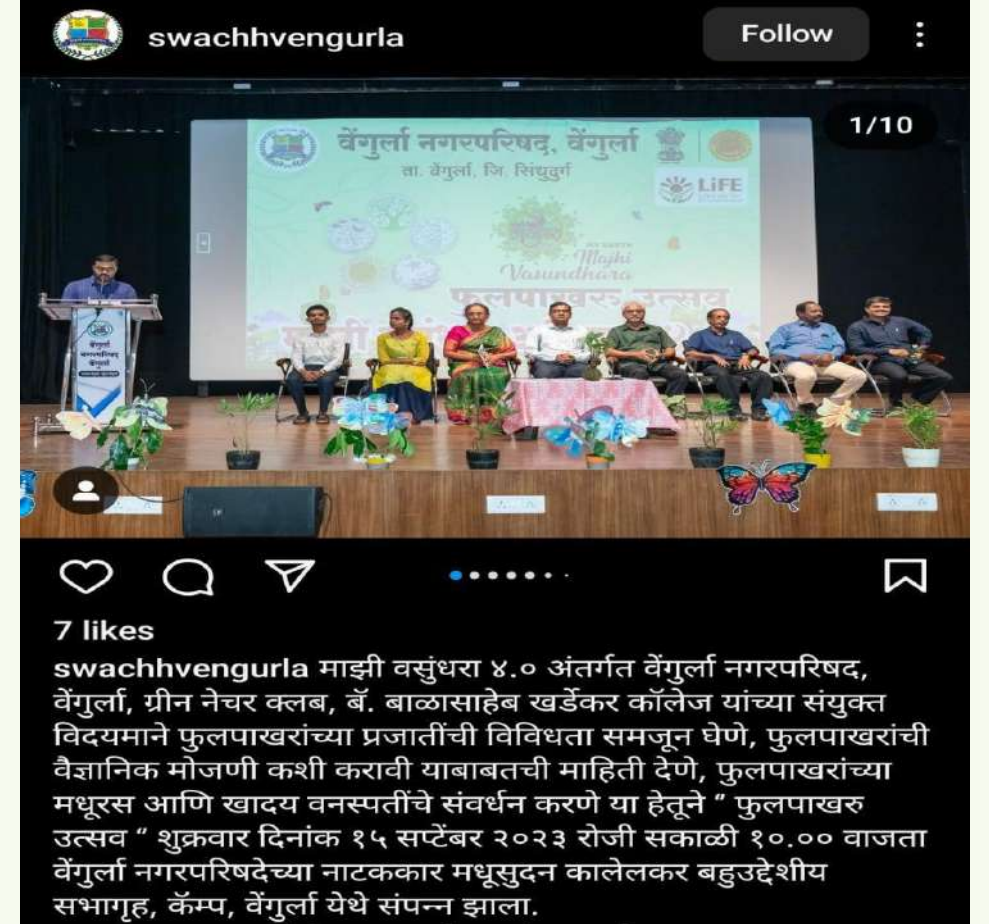 swachhvengurla
Follow
1/10
वेंगुर्ला नगरपरिषद, वेंगुर्ला
ता. वेंगुर्ला, जि. सिंधुदुर्ग
LiFE
Majhi
Vasundhara
फुलपाखरु उत्सव
वेंगुर्ला
नगरपरिषद
वेंगुर्ला
7 likes
swachhvengurla माझी वसुंधरा ४.० अंतर्गत वेंगुर्ला नगरपरिषद,
वेंगुर्ला, ग्रीन नेचर क्लब, बॅ. बाळासाहेब खर्डेकर कॉलेज यांच्या संयुक्त
विदयमाने फुलपाखरांच्या प्रजातींची विविधता समजून घेणे, फुलपाखरांची
वैज्ञानिक मोजणी कशी करावी याबाबतची माहिती देणे, फुलपाखरांच्या
मधूरस आणि खादय वनस्पतींचे संवर्धन करणे या हेतूने “ फुलपाखरु
उत्सव “ शुक्रवार दिनांक १५ सप्टेंबर २०२३ रोजी सकाळी १०.०० वाजता
वेंगुर्ला नगरपरिषदेच्या नाटककार मधूसुदन कालेलकर बहुउद्देशीय
सभागृह, कॅम्प, वेंगुर्ला येथे संपन्न झाला.